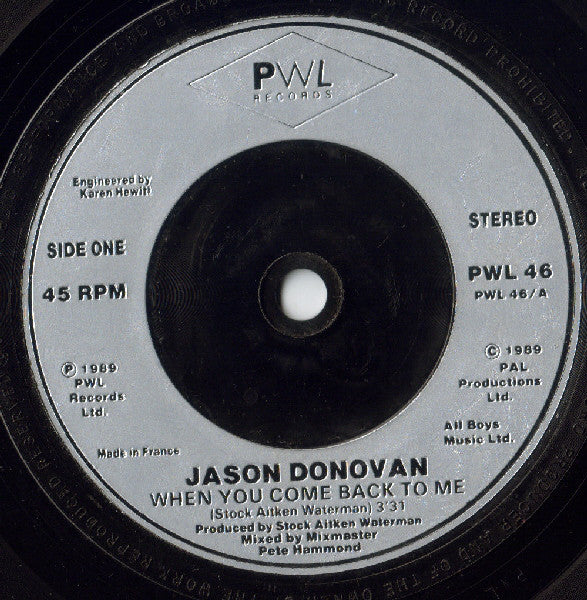 PWL
RECORDS
Engineered by
Karen Hewitt
SIDE ONE
45 RPM
STEREO
PWL 46
PWL 46/A
Ⓟ 1989
PWL
Records
Ltd.
© 1989
PAL
Productions
Ltd.
All Boys
Music Ltd.
Made in France
JASON DONOVAN
WHEN YOU COME BACK TO ME
(Stock Aitken Waterman) 3'31
Produced by Stock Aitken Waterman
Mixed by Mixmaster
Pete Hammond